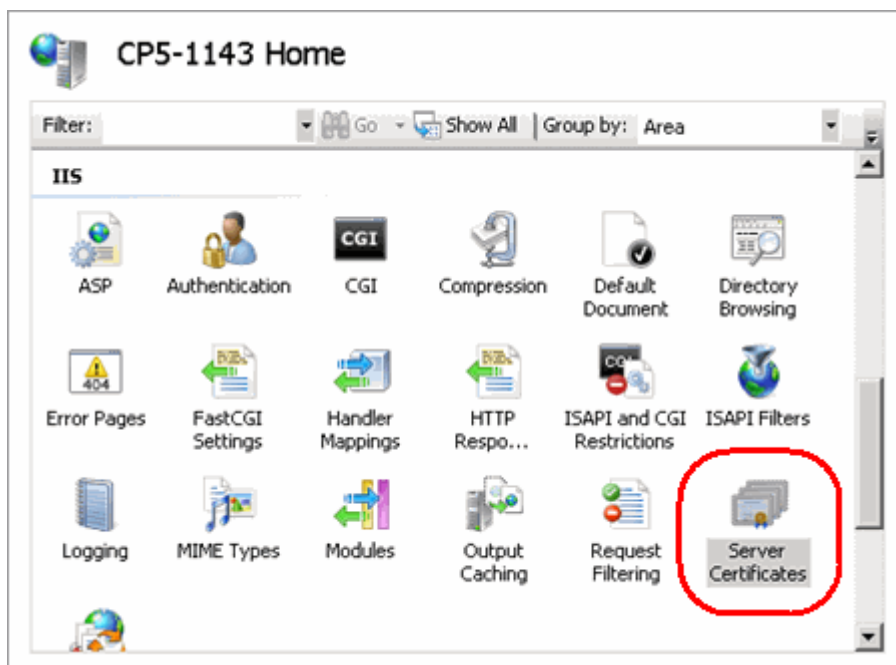 CP5-1143 Home
Filter: Go Show All Group by: Area
IIS
CGI
ASP Authentication CGI Compression Default Document Directory Browsing
404
Error Pages FastCGI Settings Handler Mappings HTTP Respo... ISAPI and CGI Restrictions ISAPI Filters
Logging MIME Types Modules Output Caching Request Filtering Server Certificates